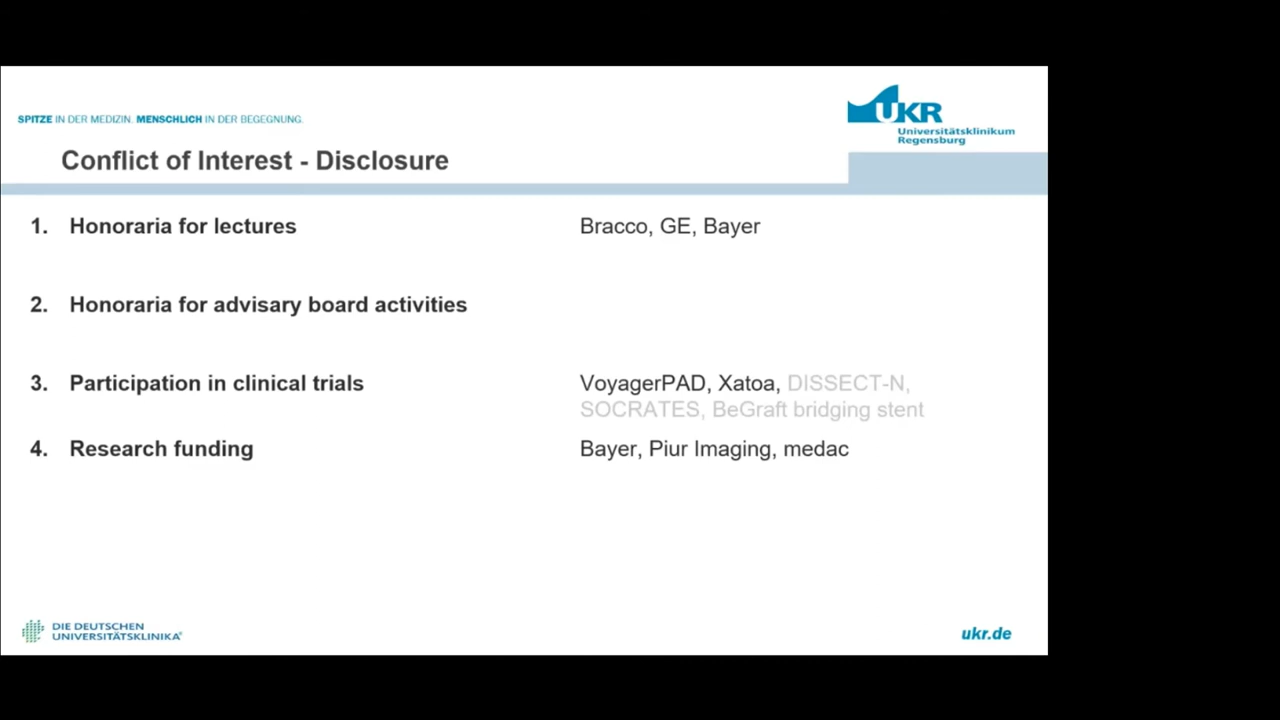 SPITZE IN DER MEDIZIN. MENSCHLICH IN DER BEGEGNUNG.
UKR
Universitätsklinikum
Regensburg
Conflict of Interest - Disclosure
1. Honoraria for lectures Bracco, GE, Bayer
2. Honoraria for advisary board activities
3. Participation in clinical trials VoyagerPAD, Xatoa, DISSECT-N,
SOCRATES, BeGraft bridging stent
4. Research funding Bayer, Piur Imaging, medac
DIE DEUTSCHEN
UNIVERSITÄTSKLINIKA®
ukr.de